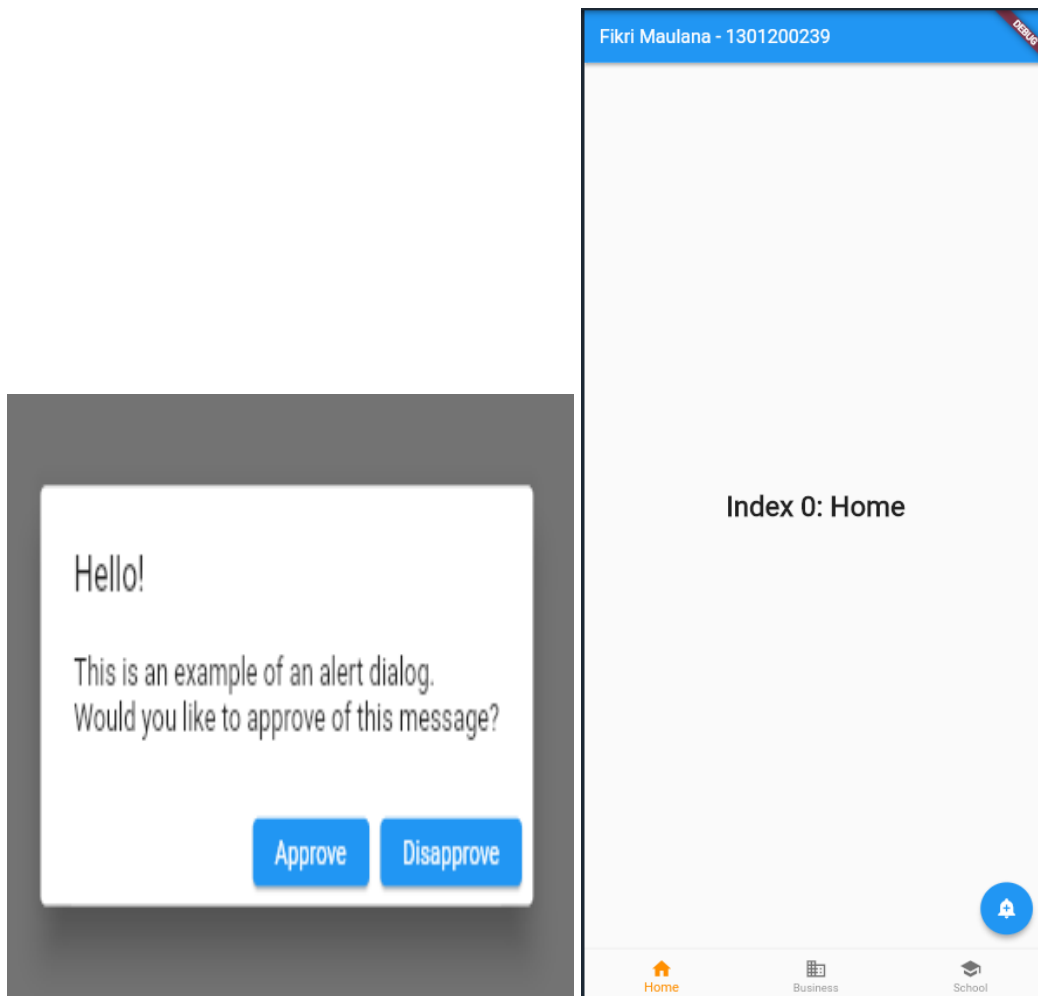 Hello!
This is an example of an alert dialog.
Would you like to approve of this message?
Approve Disapprove
Fikri Maulana - 1301200239
DEBUG
Index 0: Home
Home Business School